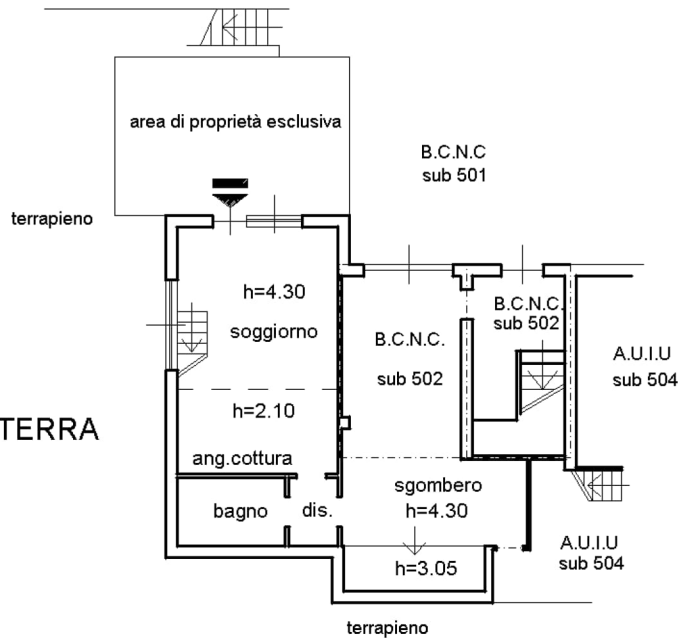 area di proprietà esclusiva
B.C.N.C
sub 501
terrapieno
h=4.30
soggiorno
B.C.N.C.
sub 502
B.C.N.C.
sub 502
A.U.I.U
sub 504
h=2.10
TERRA
ang.cottura
sgombero
h=4.30
bagno
dis.
A.U.I.U
sub 504
h=3.05
terrapieno